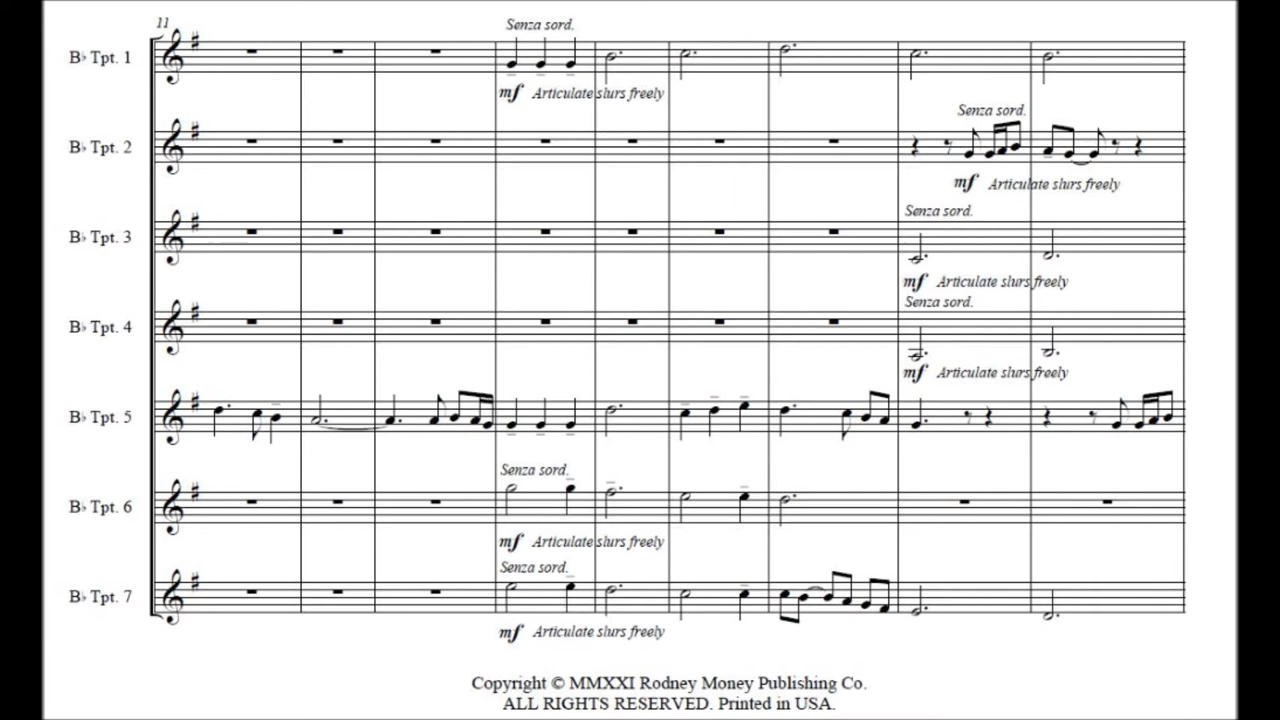 11
Senza sord.
B♭ Tpt. 1
mf Articulate slurs freely
Senza sord.
B♭ Tpt. 2
mf Articulate slurs freely
Senza sord.
B♭ Tpt. 3
mf Articulate slurs freely
Senza sord.
B♭ Tpt. 4
mf Articulate slurs freely
B♭ Tpt. 5
Senza sord.
B♭ Tpt. 6
mf Articulate slurs freely
Senza sord.
B♭ Tpt. 7
mf Articulate slurs freely
Copyright © MMXXI Rodney Money Publishing Co.
ALL RIGHTS RESERVED. Printed in USA.